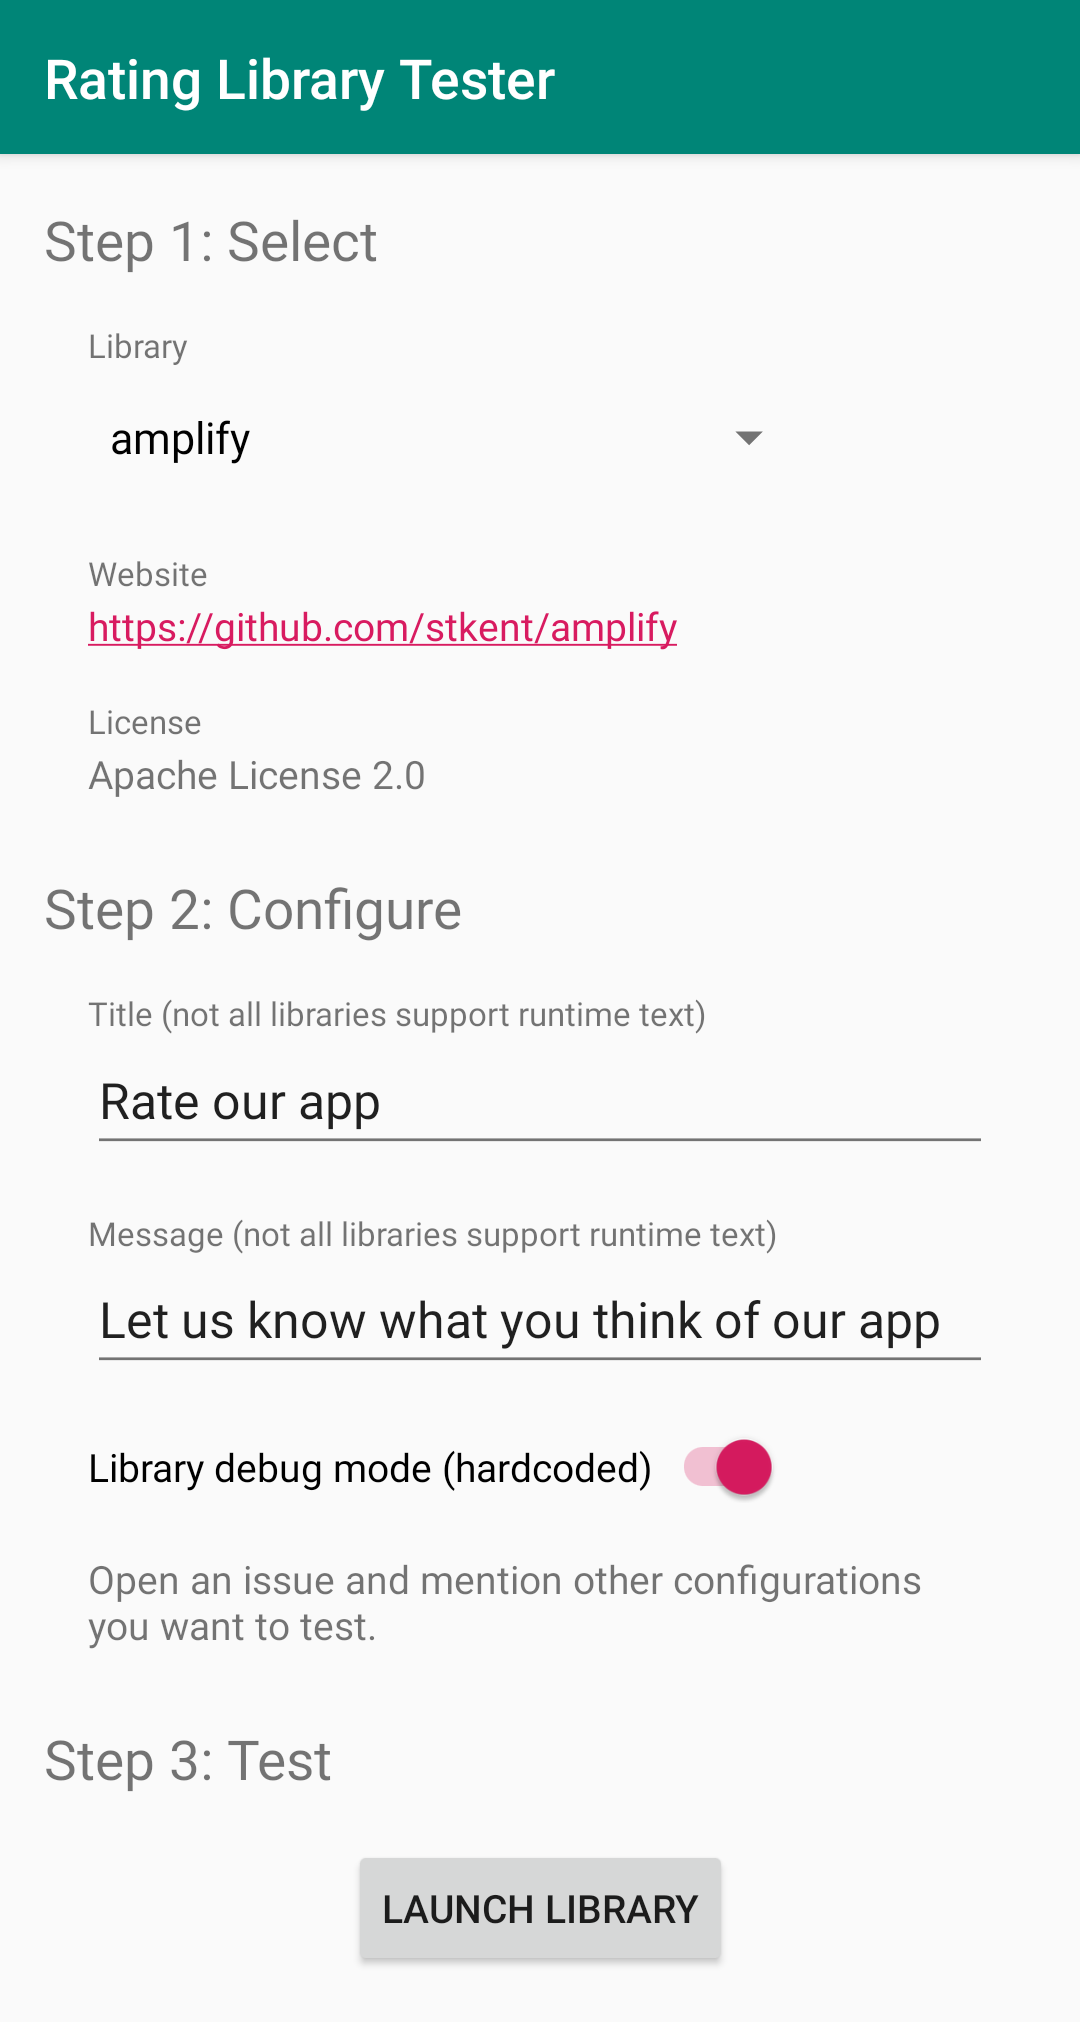 Rating Library Tester
Step 1: Select
Library
amplify
Website
https://github.com/stkent/amplify
License
Apache License 2.0
Step 2: Configure
Title (not all libraries support runtime text)
Rate our app
Message (not all libraries support runtime text)
Let us know what you think of our app
Library debug mode (hardcoded)
Open an issue and mention other configurations
you want to test.
Step 3: Test
LAUNCH LIBRARY